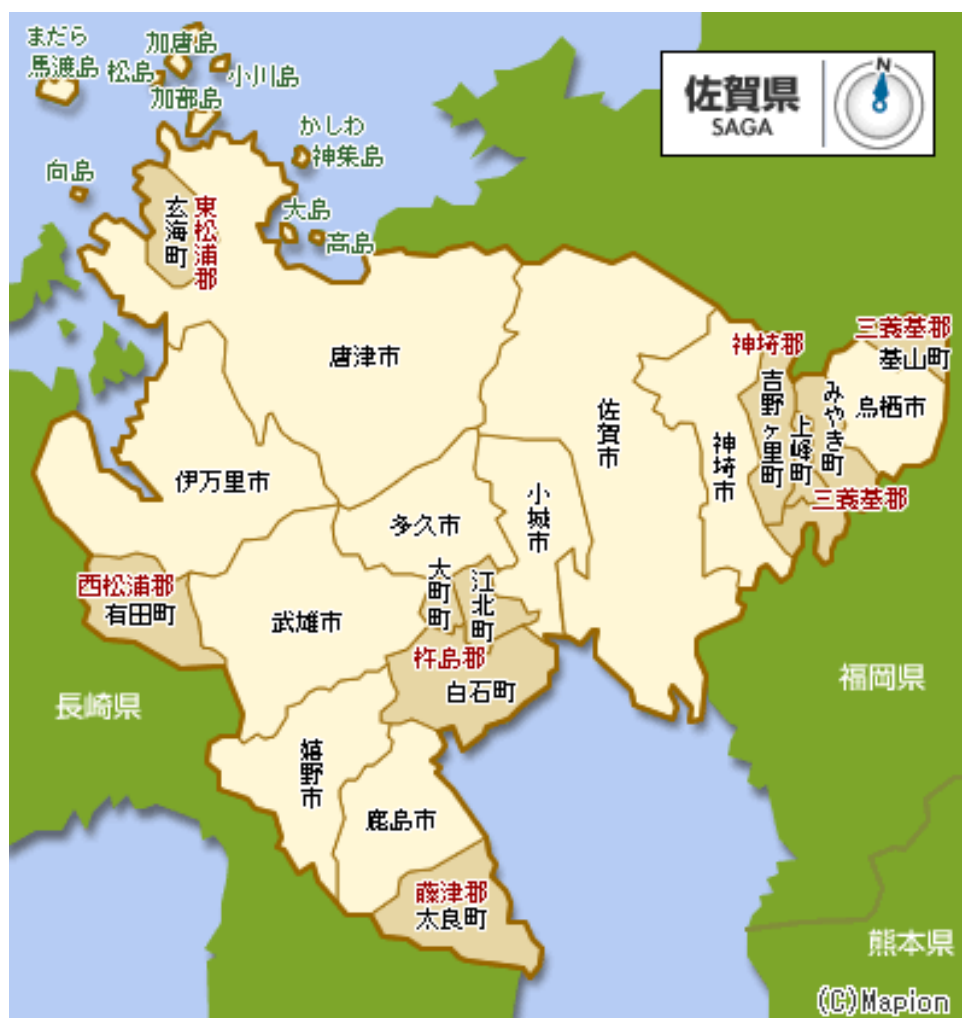 まだら
馬渡島
松島
加唐島
小川島
加部島
かしわ
神集島
向島
大島
高島
佐賀県
SAGA
N
玄海町
東松浦郡
唐津市
三養基郡
基山町
神埼郡
吉野ヶ里町
上峰町
みやき町
鳥栖市
佐賀市
神埼市
三養基郡
伊万里市
多久市
小城市
西松浦郡
有田町
武雄市
大町町
江北町
杵島郡
白石町
長崎県
福岡県
嬉野市
鹿島市
藤津郡
太良町
熊本県
(C)Mapion